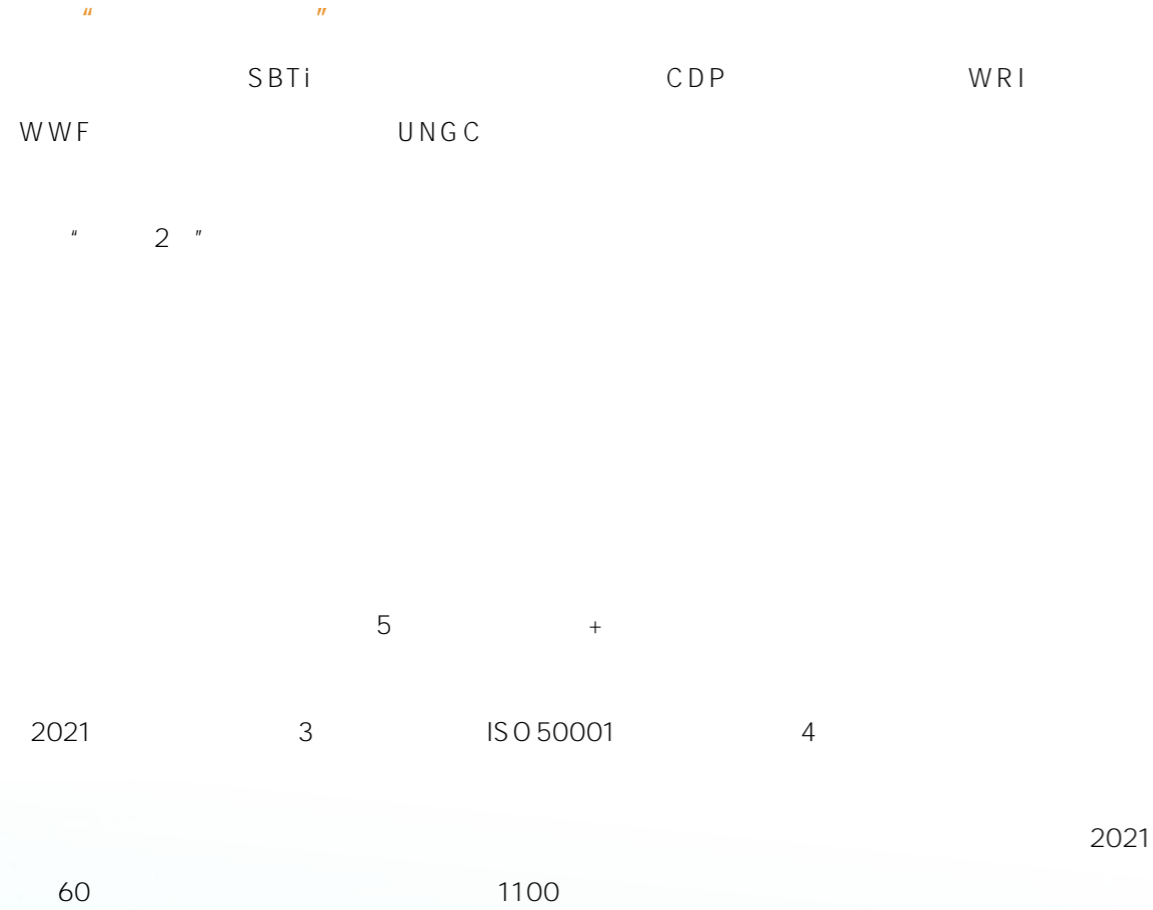 “ ”
SBTi CDP WRI
WWF UNGC
“ 2 ”
5 +
2021 3 ISO 50001 4
2021
60 1100